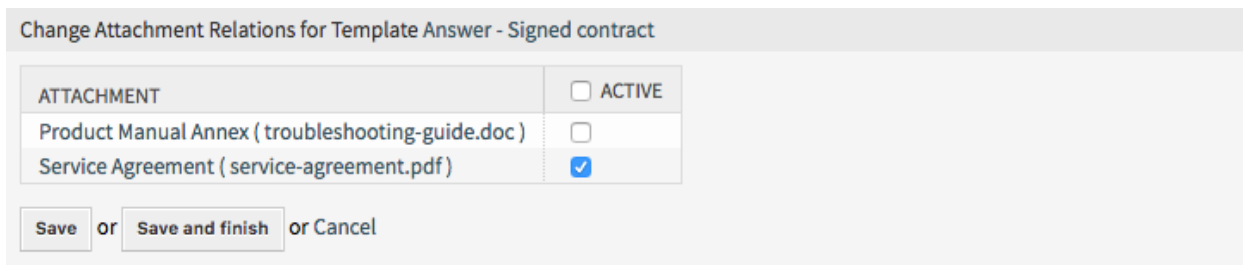 Change Attachment Relations for Template Answer - Signed contract
ATTACHMENT ACTIVE
Product Manual Annex ( troubleshooting-guide.doc )
Service Agreement ( service-agreement.pdf )
Save or Save and finish or Cancel